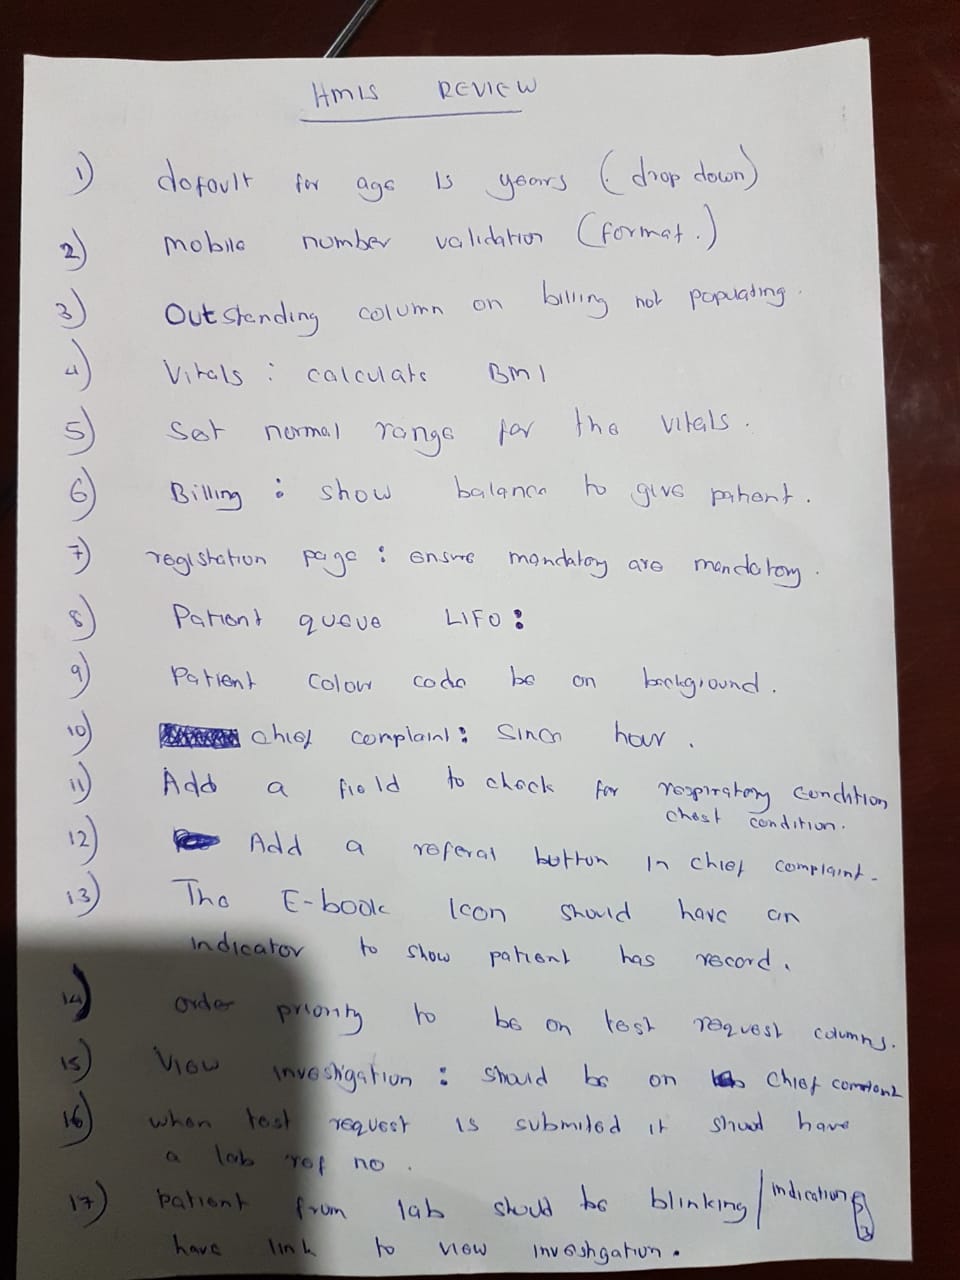 HMIS REVIEW
1) default for age is years (drop down)
2) mobile number validation (format.)
3) Outstanding column on billing not populating.
4) Vitals : calculate BMI
5) Set normal range for the vitals.
6) Billing : show balance to give patient.
7) registation page : ensure mandatory are mandatory.
8) Patient queue LIFO :
9) Patient colour code be on background.
10) chief complaint : since hour.
11) Add a field to check for respiratory condition
chest condition.
12) Add a referal button in chief complaint.
13) The E-book Icon should have an
indicator to show patient has record.
14) order priority to be on test request columns.
15) View investigation : should be on chief
16) when test request is submited it shud have
a lab ref no.
17) patient from lab should be blinking / indication
have link to view investigation.